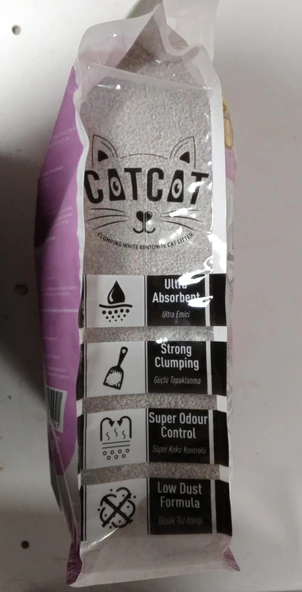 CATCAT
CLUMPING WHITE BENTONITE CAT LITTER
Ultra
Absorbent
Ultra Emici
Strong
Clumping
Güçlü Topaklanma
Super Odour
Control
Süper Koku Kontrolü
Low Dust
Formula
Düşük Toz İçeriği